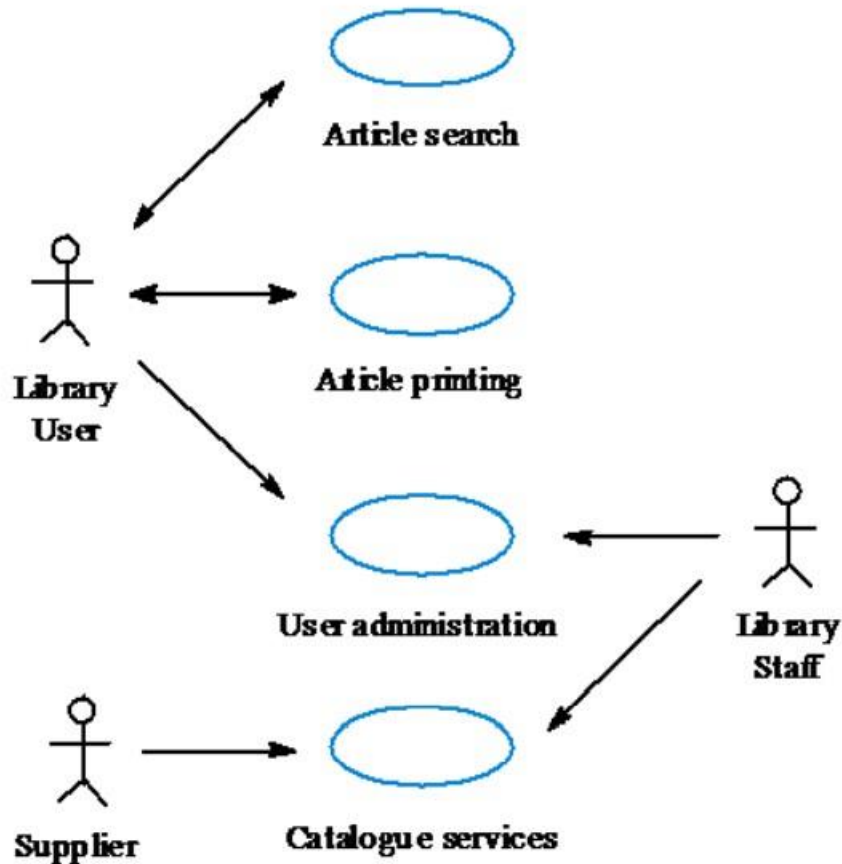 Article search
Article printing
Library
User
User administration
Library
Staff
Catalogue services
Supplier